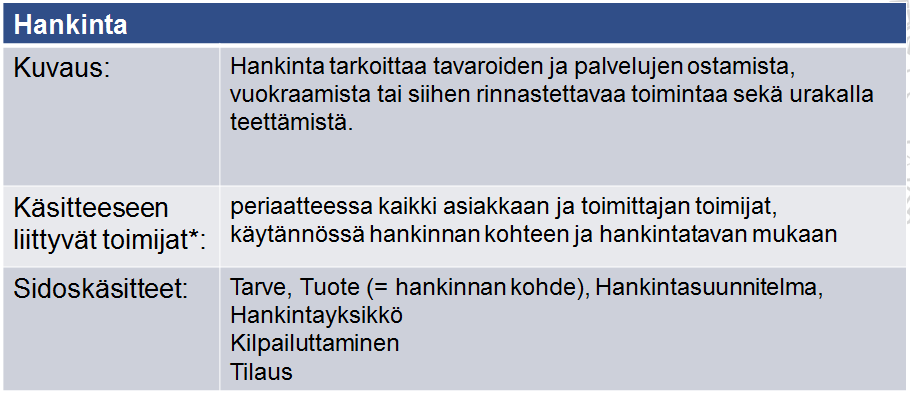 Hankinta
Kuvaus:
Hankinta tarkoittaa tavaroiden ja palvelujen ostamista,
vuokraamista tai siihen rinnastettavaa toimintaa sekä urakalla
teettämistä.
Käsitteeseen
liittyvät toimijat*:
periaatteessa kaikki asiakkaan ja toimittajan toimijat,
käytännössä hankinnan kohteen ja hankintatavan mukaan
Sidoskäsitteet:
Tarve, Tuote (= hankinnan kohde), Hankintasuunnitelma,
Hankintayksikkö
Kilpailuttaminen
Tilaus